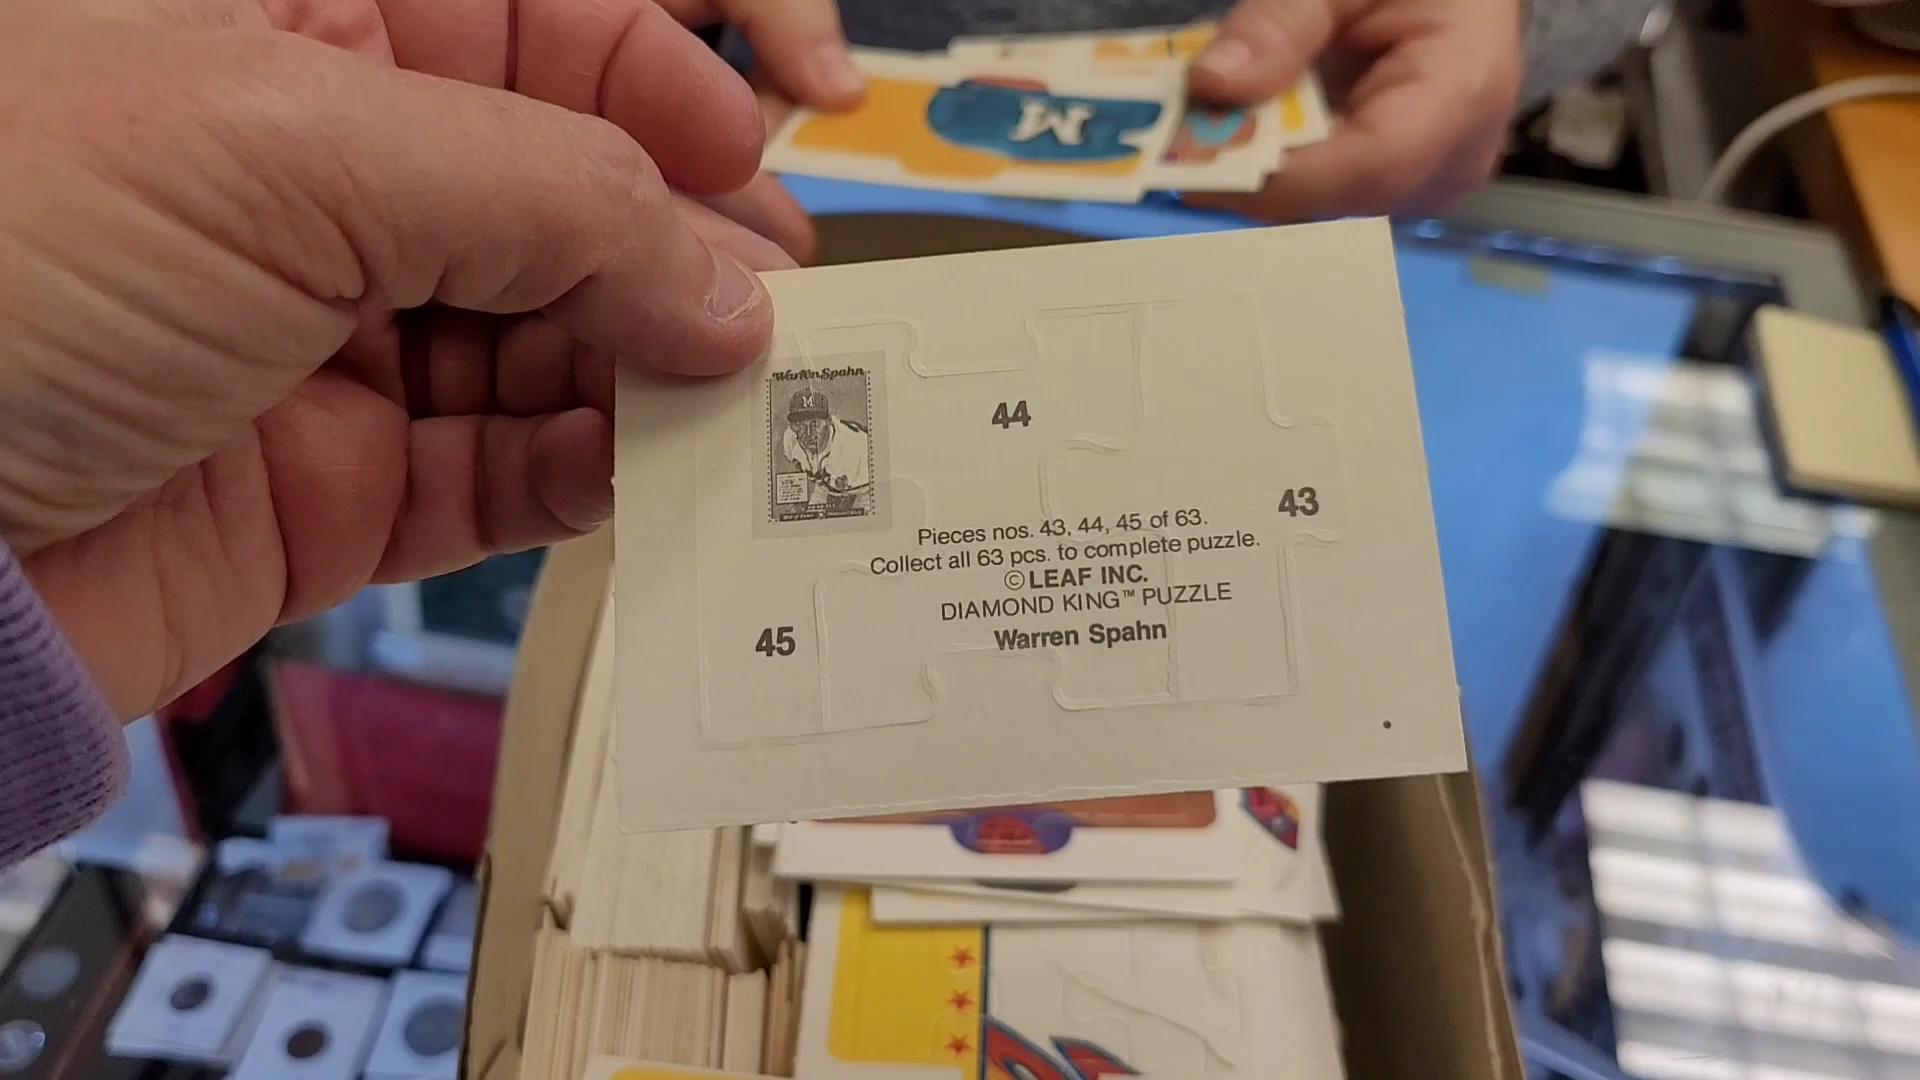 M
Warren Spahn
M
44
43
Pieces nos. 43, 44, 45 of 63.
Collect all 63 pcs. to complete puzzle.
© LEAF INC.
DIAMOND KING™ PUZZLE
45
Warren Spahn